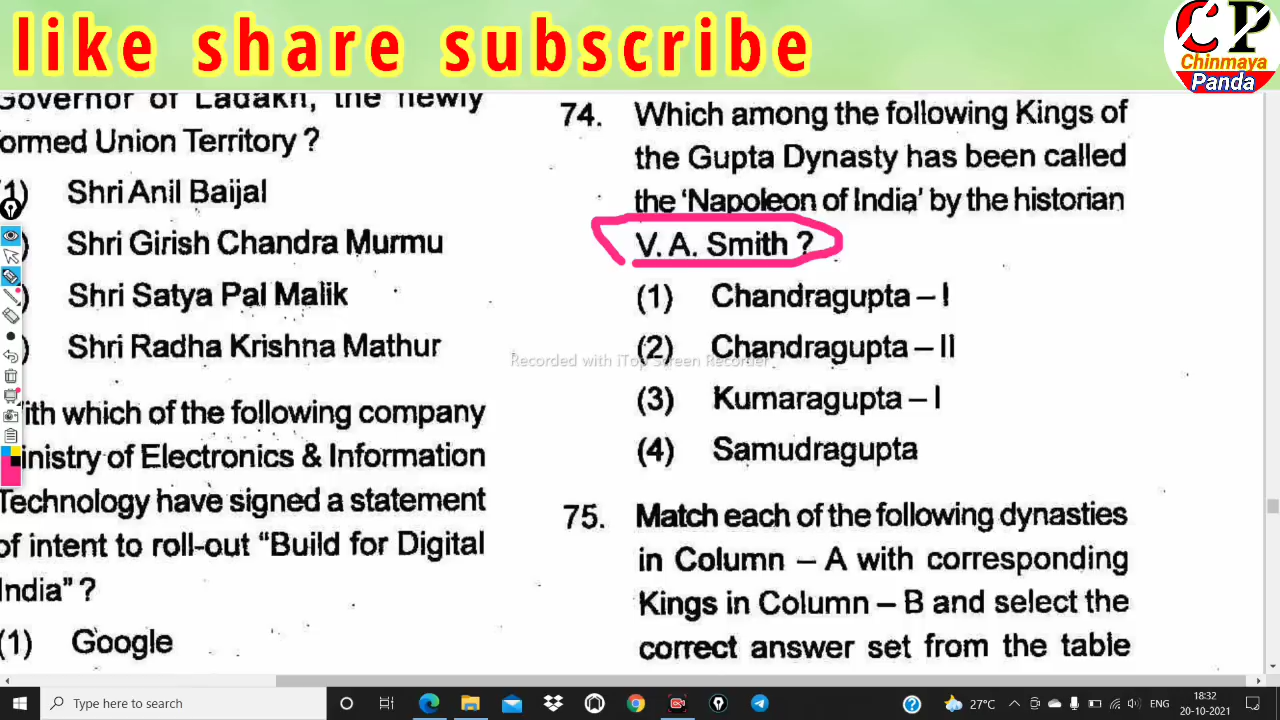 like share subscribe
CP
Chinmaya
Panda
Governor of Ladakh, the newly
ormed Union Territory ?
(1) Shri Anil Baijal
) Shri Girish Chandra Murmu
) Shri Satya Pal Malik
) Shri Radha Krishna Mathur
ith which of the following company
inistry of Electronics & Information
Technology have signed a statement
of intent to roll-out “Build for Digital
India” ?
(1) Google
74. Which among the following Kings of
the Gupta Dynasty has been called
the ‘Napoleon of India’ by the historian
V. A. Smith ?
(1) Chandragupta – I
(2) Chandragupta – II
Recorded with iTop Screen Recorder
(3) Kumaragupta – I
(4) Samudragupta
75. Match each of the following dynasties
in Column – A with corresponding
Kings in Column – B and select the
correct answer set from the table
Type here to search
27°C
ENG
18:32
20-10-2021